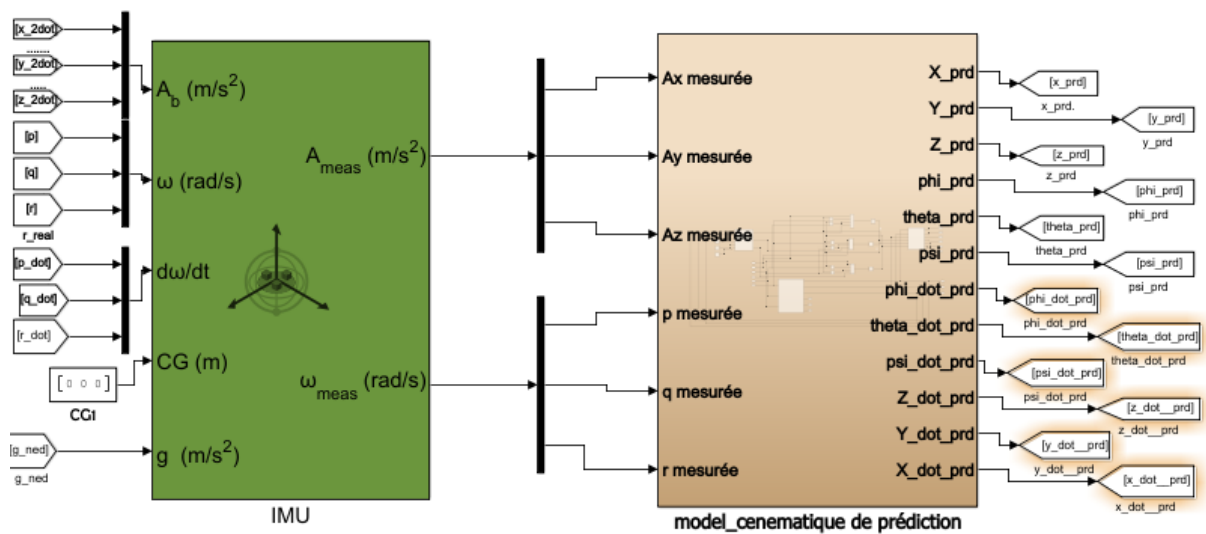 [x_2dot]
........
[y_2dot]
.....
[z_2dot]
[p]
[q]
[r]
r_real
[p_dot]
[q_dot]
[r_dot]
CG1
[g_ned]
g_ned
A_b (m/s²)
ω (rad/s)
dω/dt
CG (m)
g (m/s²)
A_meas (m/s²)
ω_meas (rad/s)
IMU
Ax mesurée
Ay mesurée
Az mesurée
p mesurée
q mesurée
r mesurée
X_prd
Y_prd
Z_prd
phi_prd
theta_prd
psi_prd
phi_dot_prd
theta_dot_prd
psi_dot_prd
Z_dot_prd
Y_dot_prd
X_dot_prd
model_cenematique de prédiction
[x_prd]
x_prd.
[y_prd]
y_prd
[z_prd]
z_prd
[phi_prd]
phi_prd
[theta_prd]
theta_prd
[psi_prd]
psi_prd
[phi_dot_prd]
phi_dot_prd
[theta_dot_prd]
theta_dot_prd
[psi_dot_prd]
psi_dot_prd
[z_dot__prd]
z_dot__prd
[y_dot__prd]
y_dot__prd
[x_dot__prd]
x_dot__prd